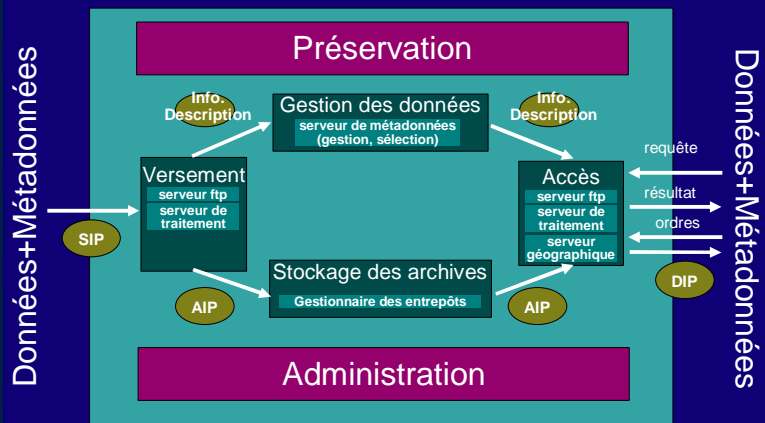 Données+Métadonnées
Préservation
Info.
Description
Gestion des données
serveur de métadonnées
(gestion, sélection)
Info.
Description
Versement
serveur ftp
serveur de
traitement
SIP
Accès
serveur ftp
serveur de
traitement
serveur
géographique
requête
résultat
ordres
DIP
AIP
Stockage des archives
Gestionnaire des entrepôts
AIP
Administration
Données+Métadonnées